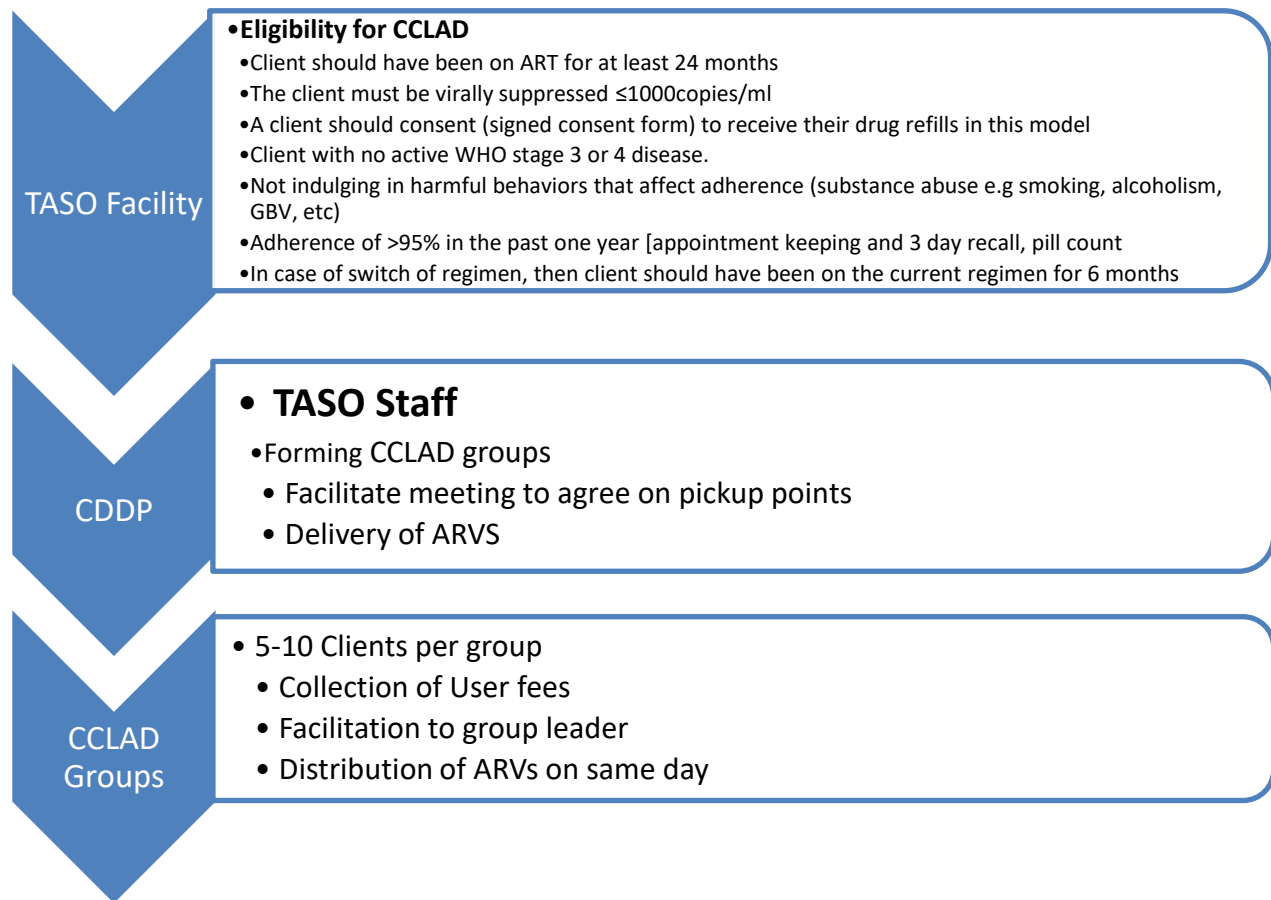 TASO Facility
•Eligibility for CCLAD
•Client should have been on ART for at least 24 months
•The client must be virally suppressed ≤1000copies/ml
•A client should consent (signed consent form) to receive their drug refills in this model
•Client with no active WHO stage 3 or 4 disease.
•Not indulging in harmful behaviors that affect adherence (substance abuse e.g smoking, alcoholism,
GBV, etc)
•Adherence of >95% in the past one year [appointment keeping and 3 day recall, pill count
•In case of switch of regimen, then client should have been on the current regimen for 6 months
CDDP
• TASO Staff
•Forming CCLAD groups
• Facilitate meeting to agree on pickup points
• Delivery of ARVS
CCLAD
Groups
• 5-10 Clients per group
• Collection of User fees
• Facilitation to group leader
• Distribution of ARVs on same day